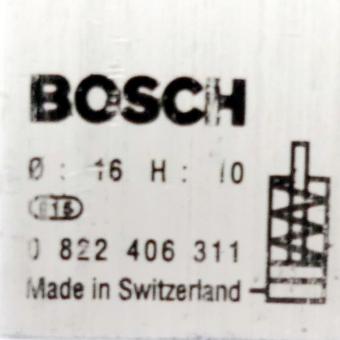 BOSCH
Ø : 16 H : 10
0 822 406 311
Made in Switzerland